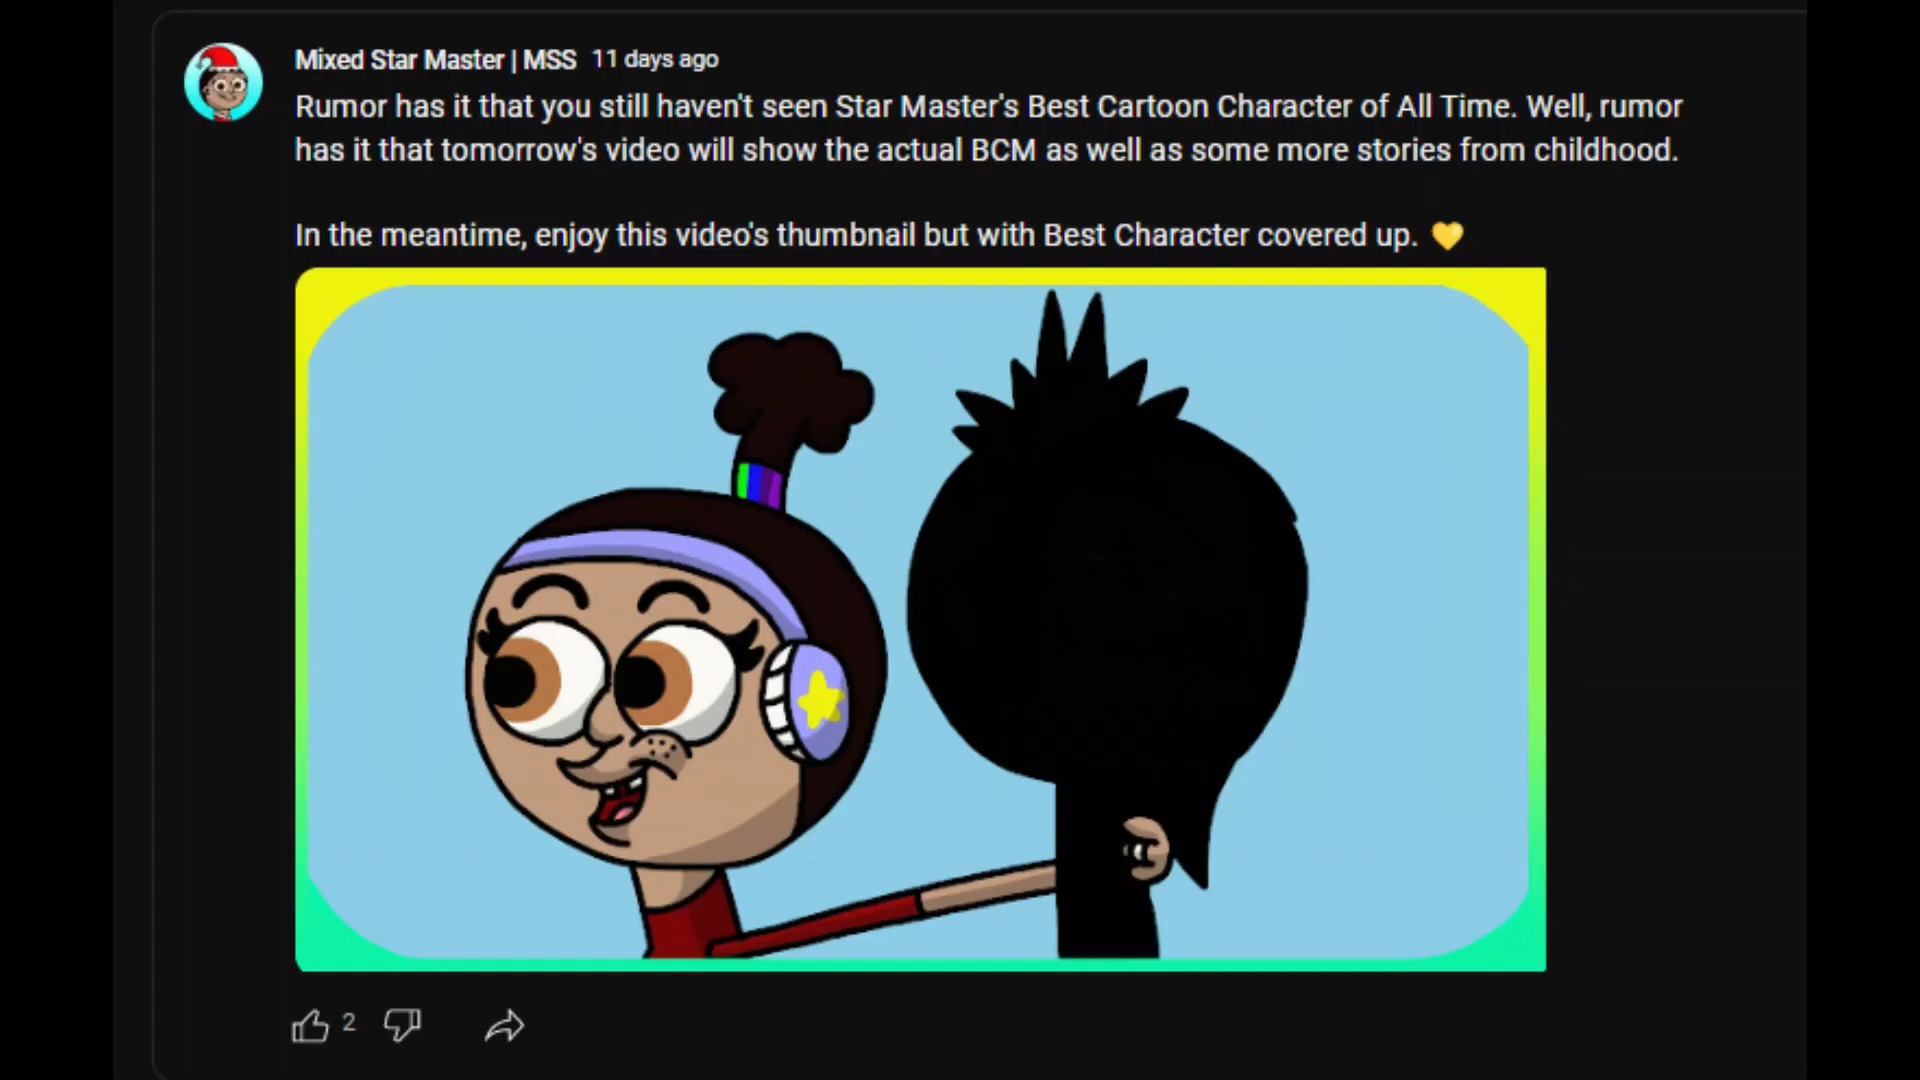 Mixed Star Master | MSS 11 days ago
Rumor has it that you still haven't seen Star Master's Best Cartoon Character of All Time. Well, rumor
has it that tomorrow's video will show the actual BCM as well as some more stories from childhood.
In the meantime, enjoy this video's thumbnail but with Best Character covered up. 💛
2